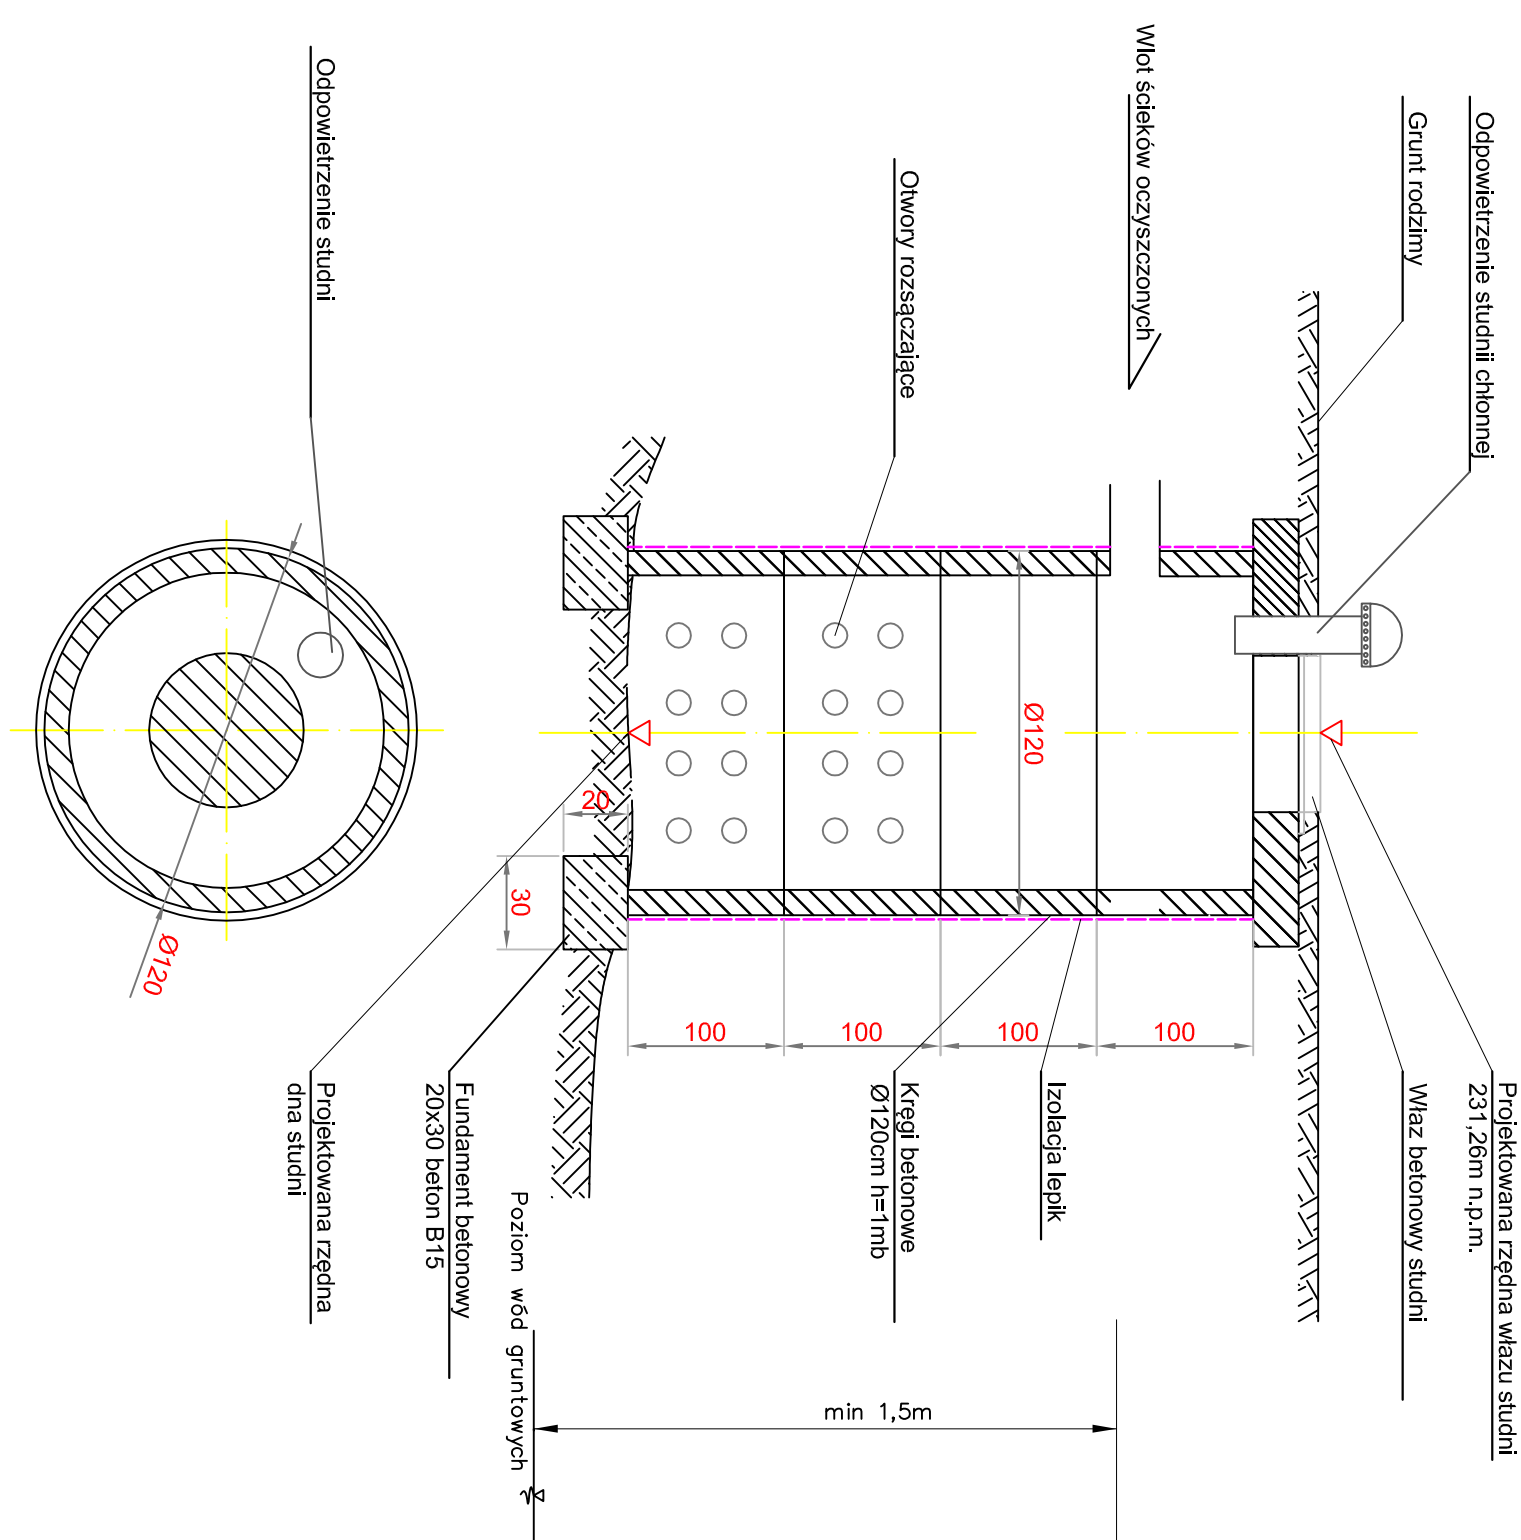 Odpowietrzenie studnii chłonnej
Grunt rodzimy
Wlot ścieków oczyszczonych
Otwory rozsączające
Odpowietrzenie studni
Projektowana rzędna włazu studni
231,26m n.p.m.
Właz betonowy studni
Izolacja lepik
Kręgi betonowe
Ø120cm h=1mb
Fundament betonowy
20x30 beton B15
Projektowana rzędna
dna studni
Poziom wód gruntowych
min 1,5m
Ø120
20
30
100
100
100
100
Ø120